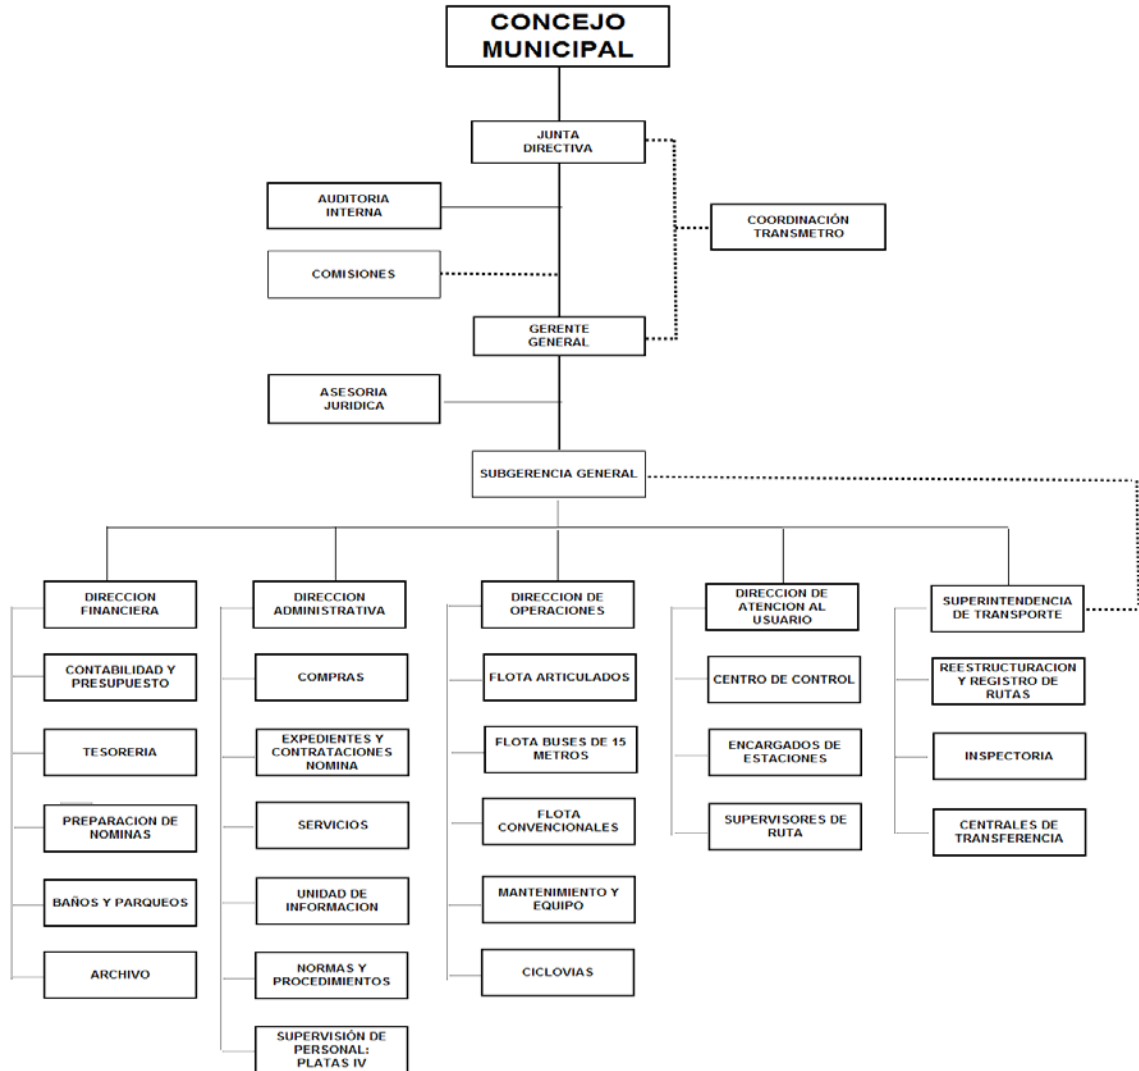 CONCEJO
MUNICIPAL
JUNTA
DIRECTIVA
AUDITORIA
INTERNA
COORDINACIÓN
TRANSMETRO
COMISIONES
GERENTE
GENERAL
ASESORIA
JURIDICA
SUBGERENCIA GENERAL
DIRECCION
FINANCIERA
CONTABILIDAD Y
PRESUPUESTO
TESORERIA
PREPARACION DE
NOMINAS
BAÑOS Y PARQUEOS
ARCHIVO
DIRECCION
ADMINISTRATIVA
COMPRAS
EXPEDIENTES Y
CONTRATACIONES
NOMINA
SERVICIOS
UNIDAD DE
INFORMACION
NORMAS Y
PROCEDIMIENTOS
SUPERVISIÓN DE
PERSONAL:
PLATAS IV
DIRECCION DE
OPERACIONES
FLOTA ARTICULADOS
FLOTA BUSES DE 15
METROS
FLOTA
CONVENCIONALES
MANTENIMIENTO Y
EQUIPO
CICLOVIAS
DIRECCION DE
ATENCION AL
USUARIO
CENTRO DE CONTROL
ENCARGADOS DE
ESTACIONES
SUPERVISORES DE
RUTA
SUPERINTENDENCIA
DE TRANSPORTE
REESTRUCTURACION
Y REGISTRO DE
RUTAS
INSPECTORIA
CENTRALES DE
TRANSFERENCIA